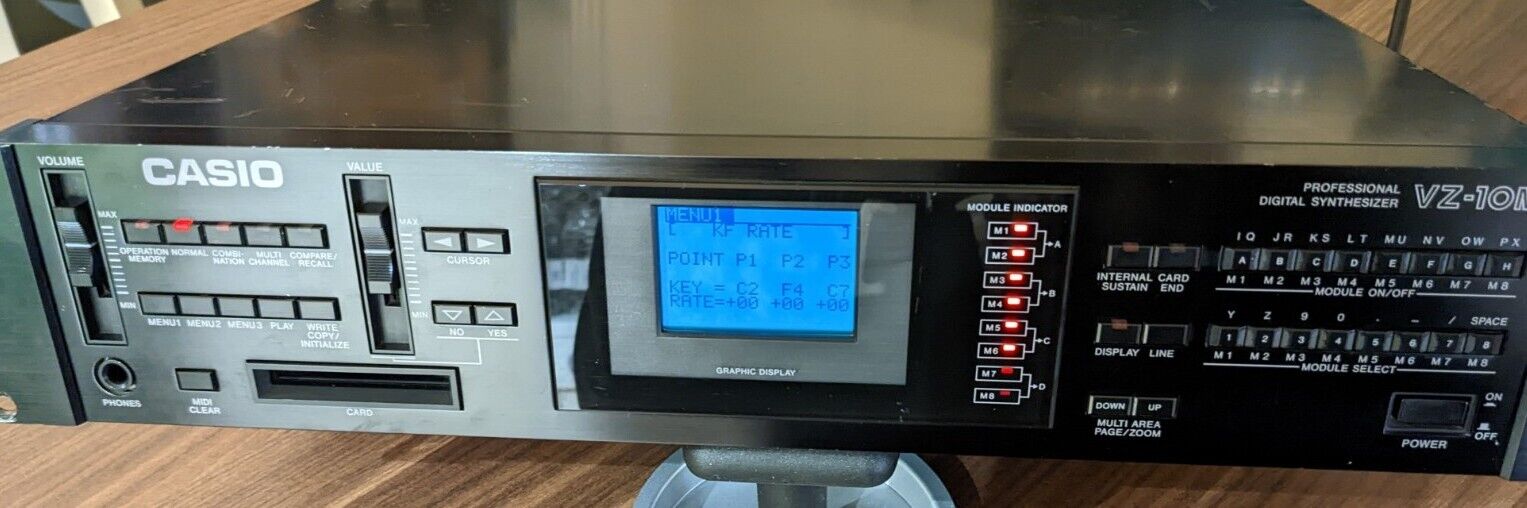 VOLUME
CASIO
VALUE
MAX
OPERATION
MEMORY
NORMAL
COMBI-
NATION
MULTI
CHANNEL
COMPARE/
RECALL
MIN
MENU1
MENU2
MENU3
PLAY
WRITE
COPY/
INITIALIZE
PHONES
MIDI
CLEAR
CARD
MAX
MIN
CURSOR
NO
YES
MENU1
[ KF RATE ]
POINT P1 P2 P3
KEY = C2 F4 C7
RATE=+00 +00 +00
GRAPHIC DISPLAY
MODULE INDICATOR
M1
M2
A
M3
M4
B
M5
M6
C
M7
M8
D
PROFESSIONAL
DIGITAL SYNTHESIZER
VZ-10M
INTERNAL
SUSTAIN
CARD
END
IQ JR KS LT MU NV OW PX
A B C D E F G H
M1 M2 M3 M4 M5 M6 M7 M8
MODULE ON/OFF
DISPLAY
LINE
Y Z 9 0 . - / SPACE
1 2 3 4 5 6 7 8
M1 M2 M3 M4 M5 M6 M7 M8
MODULE SELECT
DOWN
UP
MULTI AREA
PAGE/ZOOM
ON
OFF
POWER